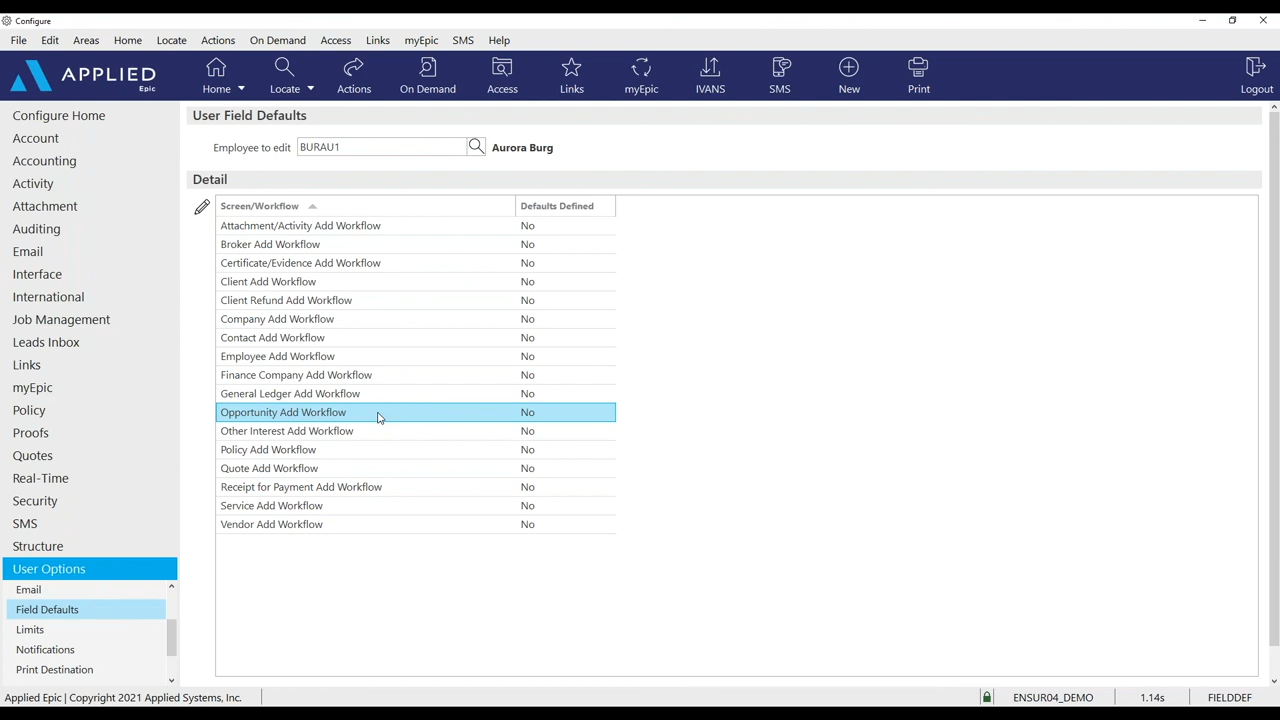 Configure
File Edit Areas Home Locate Actions On Demand Access Links myEpic SMS Help
APPLIED
Epic
Home Locate Actions On Demand Access Links myEpic IVANS SMS New Print Logout
Configure Home
Account
Accounting
Activity
Attachment
Auditing
Email
Interface
International
Job Management
Leads Inbox
Links
myEpic
Policy
Proofs
Quotes
Real-Time
Security
SMS
Structure
User Options
Email
Field Defaults
Limits
Notifications
Print Destination
User Field Defaults
Employee to edit BURAU1 Aurora Burg
Detail
Screen/Workflow Defaults Defined
Attachment/Activity Add Workflow No
Broker Add Workflow No
Certificate/Evidence Add Workflow No
Client Add Workflow No
Client Refund Add Workflow No
Company Add Workflow No
Contact Add Workflow No
Employee Add Workflow No
Finance Company Add Workflow No
General Ledger Add Workflow No
Opportunity Add Workflow No
Other Interest Add Workflow No
Policy Add Workflow No
Quote Add Workflow No
Receipt for Payment Add Workflow No
Service Add Workflow No
Vendor Add Workflow No
Applied Epic | Copyright 2021 Applied Systems, Inc. ENSUR04_DEMO 1.14s FIELDDEF